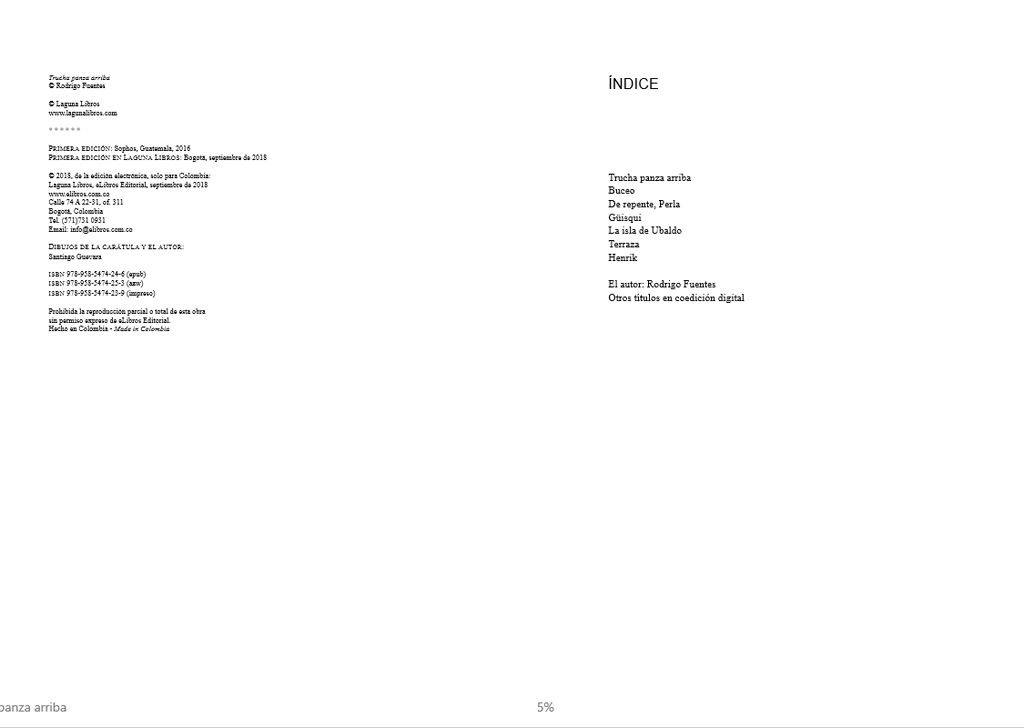 Trucha panza arriba
© Rodrigo Fuentes
© Laguna Libros
www.lagunalibros.com
* * * * * *
PRIMERA EDICIÓN: Sophos, Guatemala, 2016
PRIMERA EDICIÓN EN LAGUNA LIBROS: Bogotá, septiembre de 2018
© 2018, de la edición electrónica, solo para Colombia:
Laguna Libros, eLibros Editorial, septiembre de 2018
www.elibros.com.co
Calle 74 A 22-31, of. 311
Bogotá, Colombia
Tel. (571)731 0931
Email: info@elibros.com.co
DIBUJOS DE LA CARÁTULA Y EL AUTOR:
Santiago Guevara
ISBN 978-958-5474-24-6 (epub)
ISBN 978-958-5474-25-3 (azw)
ISBN 978-958-5474-23-9 (impreso)
Prohibida la reproducción parcial o total de esta obra
sin permiso expreso de eLibros Editorial.
Hecho en Colombia - Made in Colombia
ÍNDICE
Trucha panza arriba
Buceo
De repente, Perla
Güisqui
La isla de Ubaldo
Terraza
Henrik
El autor: Rodrigo Fuentes
Otros títulos en coedición digital
panza arriba
5%